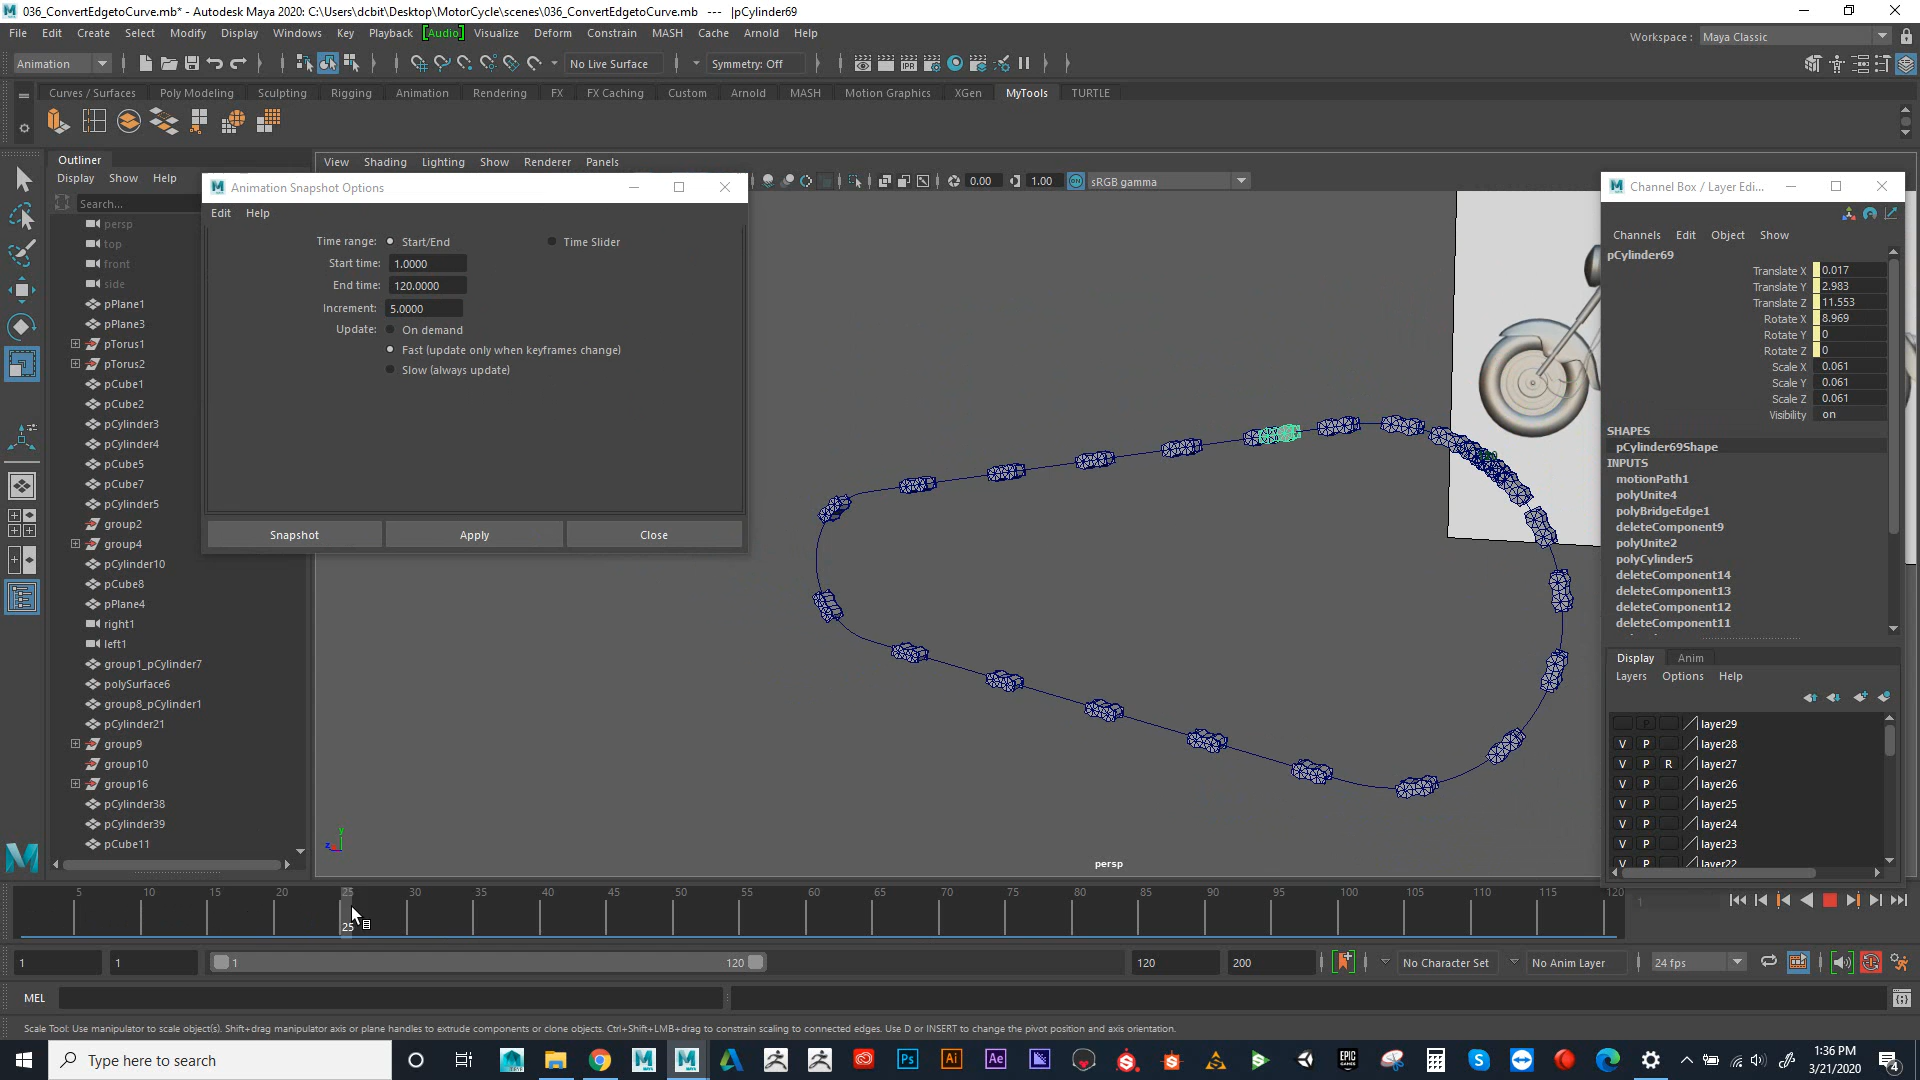 036_ConvertEdgetoCurve.mb* - Autodesk Maya 2020: C:\Users\dcbit\Desktop\MotorCycle\scenes\036_ConvertEdgetoCurve.mb --- |pCylinder69
File Edit Create Select Modify Display Windows Key Playback [Audio] Visualize Deform Constrain MASH Cache Arnold Help
Workspace : Maya Classic
Animation No Live Surface Symmetry: Off
Curves / Surfaces Poly Modeling Sculpting Rigging Animation Rendering FX FX Caching Custom Arnold MASH Motion Graphics XGen MyTools TURTLE
Outliner
Display Show Help
Search...
persp
top
front
side
pPlane1
pPlane3
pTorus1
pTorus2
pCube1
pCube2
pCylinder3
pCylinder4
pCube5
pCube7
pCylinder5
group2
group4
pCylinder10
pCube8
pPlane4
right1
left1
group1_pCylinder7
polySurface6
group8_pCylinder1
pCylinder21
group9
group10
group16
pCylinder38
pCylinder39
pCube11
View Shading Lighting Show Renderer Panels
0.00 1.00 sRGB gamma
Animation Snapshot Options
Edit Help
Time range: Start/End Time Slider
Start time: 1.0000
End time: 120.0000
Increment: 5.0000
Update: On demand
Fast (update only when keyframes change)
Slow (always update)
Snapshot Apply Close
y
z
persp
Channel Box / Layer Edi...
Channels Edit Object Show
pCylinder69
Translate X 0.017
Translate Y 2.983
Translate Z 11.553
Rotate X 8.969
Rotate Y 0
Rotate Z 0
Scale X 0.061
Scale Y 0.061
Scale Z 0.061
Visibility on
SHAPES
pCylinder69Shape
INPUTS
motionPath1
polyUnite4
polyBridgeEdge1
deleteComponent9
polyUnite2
polyCylinder5
deleteComponent14
deleteComponent13
deleteComponent12
deleteComponent11
Display Anim
Layers Options Help
P layer29
V P layer28
V P R layer27
V P layer26
V P layer25
V P layer24
V P layer23
V P layer22
5 10 15 20 25 30 35 40 45 50 55 60 65 70 75 80 85 90 95 100 105 110 115 120
25
1
1 1 1 120 120 200 No Character Set No Anim Layer 24 fps
MEL
Scale Tool: Use manipulator to scale object(s). Shift+drag manipulator axis or plane handles to extrude components or clone objects. Ctrl+Shift+LMB+drag to constrain scaling to connected edges. Use D or INSERT to change the pivot position and axis orientation.
Type here to search
1:36 PM
3/21/2020
4